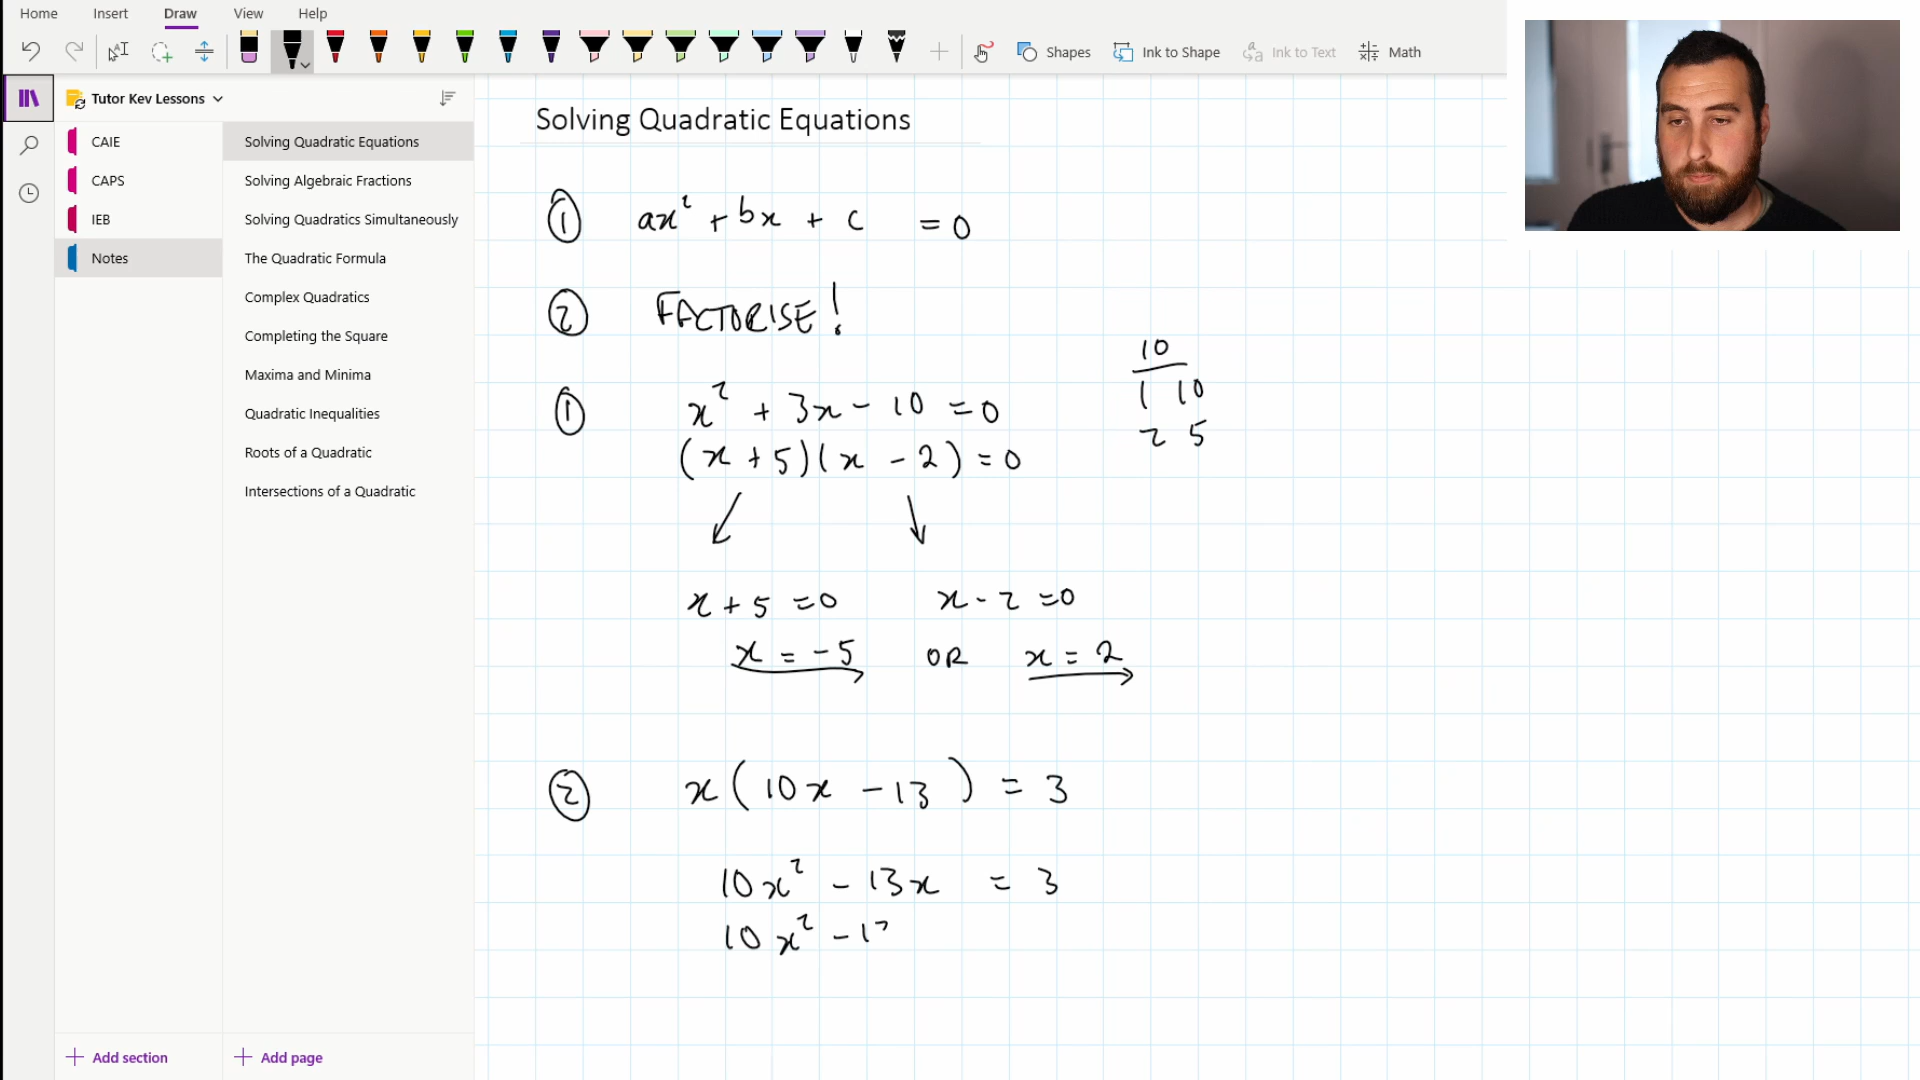 Home Insert Draw View Help
Shapes Ink to Shape Ink to Text Math
Tutor Kev Lessons
CAIE
CAPS
IEB
Notes
Solving Quadratic Equations
Solving Algebraic Fractions
Solving Quadratics Simultaneously
The Quadratic Formula
Complex Quadratics
Completing the Square
Maxima and Minima
Quadratic Inequalities
Roots of a Quadratic
Intersections of a Quadratic
Add section
Add page
Solving Quadratic Equations
① ax² + bx + c = 0
② FACTORISE!
① x² + 3x - 10 = 0
(x + 5)(x - 2) = 0
x + 5 = 0 x - 2 = 0
x = -5 OR x = 2
10
1 10
2 5
② x(10x - 13) = 3
10x² - 13x = 3
10x² - 1